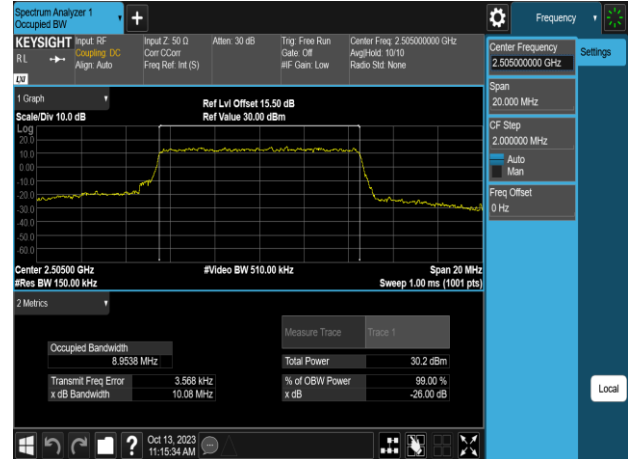 Spectrum Analyzer 1
Occupied BW
+
Frequency
KEYSIGHT
RL
LXI
Input: RF
Coupling: DC
Align: Auto
Input Z: 50 Ω
Corr CCorr
Freq Ref: Int (S)
Atten: 30 dB
Trig: Free Run
Gate: Off
#IF Gain: Low
Center Freq: 2.505000000 GHz
Avg|Hold: 10/10
Radio Std: None
Center Frequency
2.505000000 GHz
Settings
Span
20.000 MHz
CF Step
2.000000 MHz
Auto
Man
Freq Offset
0 Hz
Local
1 Graph
Scale/Div 10.0 dB
Ref Lvl Offset 15.50 dB
Ref Value 30.00 dBm
Log
20.0
10.0
0.00
-10.0
-20.0
-30.0
-40.0
-50.0
-60.0
Center 2.50500 GHz
#Video BW 510.00 kHz
Span 20 MHz
#Res BW 150.00 kHz
Sweep 1.00 ms (1001 pts)
2 Metrics
Measure Trace
Trace 1
Occupied Bandwidth
8.9538 MHz
Total Power
30.2 dBm
Transmit Freq Error
3.568 kHz
% of OBW Power
99.00 %
x dB Bandwidth
10.08 MHz
x dB
-26.00 dB
?
Oct 13, 2023
11:15:34 AM